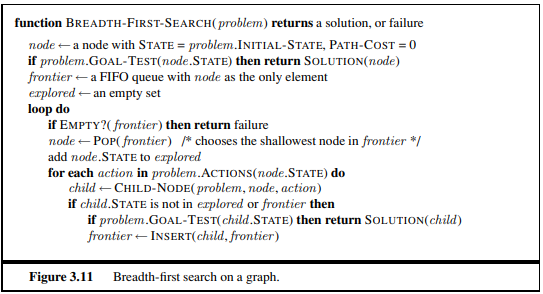 function BREADTH-FIRST-SEARCH(problem) returns a solution, or failure
node ← a node with STATE = problem.INITIAL-STATE, PATH-COST = 0
if problem.GOAL-TEST(node.STATE) then return SOLUTION(node)
frontier ← a FIFO queue with node as the only element
explored ← an empty set
loop do
if EMPTY?(frontier) then return failure
node ← POP(frontier) /* chooses the shallowest node in frontier */
add node.STATE to explored
for each action in problem.ACTIONS(node.STATE) do
child ← CHILD-NODE(problem, node, action)
if child.STATE is not in explored or frontier then
if problem.GOAL-TEST(child.STATE) then return SOLUTION(child)
frontier ← INSERT(child, frontier)
Figure 3.11 Breadth-first search on a graph.